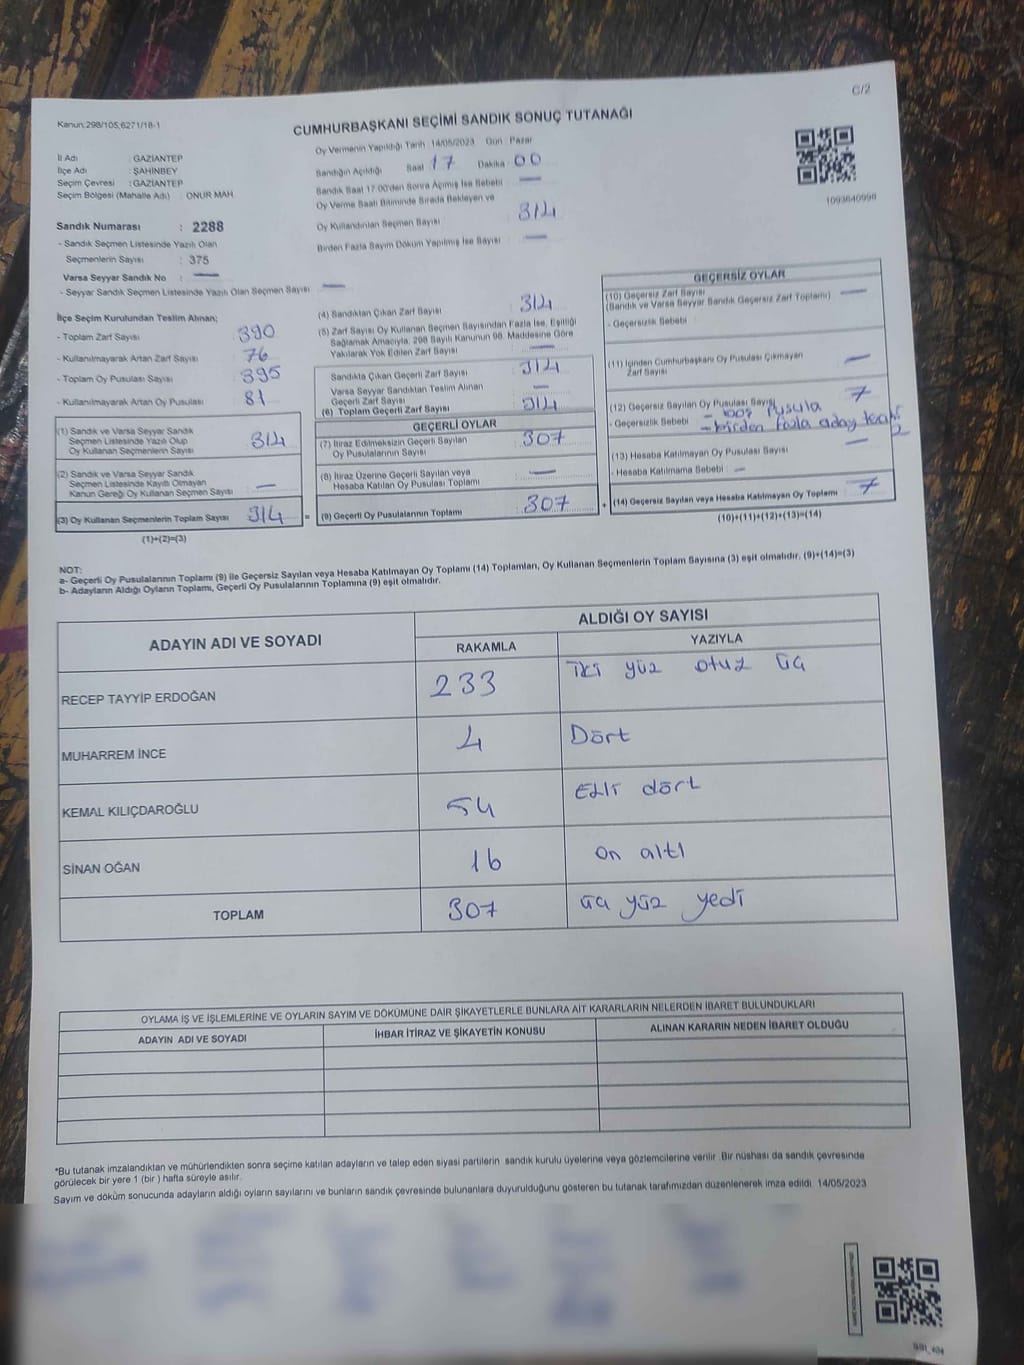 C/2
Kanun:298/105,6271/18-1
CUMHURBAŞKANI SEÇİMİ SANDIK SONUÇ TUTANAĞI
Oy Vermenin Yapıldığı Tarih 14/05/2023 Gün : Pazar
İl Adı : GAZİANTEP
İlçe Adı : ŞAHİNBEY
Seçim Çevresi : GAZİANTEP
Seçim Bölgesi (Mahalle Adı) : ONUR MAH.
Sandığın Açıldığı Saat 17 Dakika 00
Sandık Saat 17.00'den Sonra Açılmış İse Sebebi —
Oy Verme Saati Bitiminde Sırada Bekleyen ve
Oy Kullandırılan Seçmen Sayısı : 314
Birden Fazla Sayım Döküm Yapılmış İse Sayısı : —
1093640996
Sandık Numarası : 2288
- Sandık Seçmen Listesinde Yazılı Olan
Seçmenlerin Sayısı : 375
Varsa Seyyar Sandık No : —
- Seyyar Sandık Seçmen Listesinde Yazılı Olan Seçmen Sayısı : —
İlçe Seçim Kurulundan Teslim Alınan;
- Toplam Zarf Sayısı : 390
- Kullanılmayarak Artan Zarf Sayısı : 76
- Toplam Oy Pusulası Sayısı : 395
- Kullanılmayarak Artan Oy Pusulası : 81
(1) Sandık ve Varsa Seyyar Sandık
Seçmen Listesinde Yazılı Olup
Oy Kullanan Seçmenlerin Sayısı : 314
(2) Sandık ve Varsa Seyyar Sandık
Seçmen Listesinde Kayıtlı Olmayan
Kanun Gereği Oy Kullanan Seçmen Sayısı : —
(3) Oy Kullanan Seçmenlerin Toplam Sayısı : 314 =
(1)+(2)=(3)
(4) Sandıktan Çıkan Zarf Sayısı : 314
(5) Zarf Sayısı Oy Kullanan Seçmen Sayısından Fazla İse, Eşitliği
Sağlamak Amacıyla, 298 Sayılı Kanunun 98. Maddesine Göre
Yakılarak Yok Edilen Zarf Sayısı : —
Sandıkta Çıkan Geçerli Zarf Sayısı : 314
Varsa Seyyar Sandıktan Teslim Alınan
Geçerli Zarf Sayısı : —
(6) Toplam Geçerli Zarf Sayısı : 314
GEÇERLİ OYLAR
(7) İtiraz Edilmeksizin Geçerli Sayılan
Oy Pusulalarının Sayısı : 307
(8) İtiraz Üzerine Geçerli Sayılan veya
Hesaba Katılan Oy Pusulası Toplamı : —
(9) Geçerli Oy Pusulalarının Toplamı : 307 +
GEÇERSİZ OYLAR
(10) Geçersiz Zarf Sayısı
(Sandık ve Varsa Seyyar Sandık Geçersiz Zarf Toplamı) : —
- Geçersizlik Sebebi :
(11) İçinden Cumhurbaşkanı Oy Pusulası Çıkmayan
Zarf Sayısı : —
(12) Geçersiz Sayılan Oy Pusulası Sayısı : 7
- Geçersizlik Sebebi pusula
- birden fazla aday
(13) Hesaba Katılmayan Oy Pusulası Sayısı : —
- Hesaba Katılmama Sebebi : —
(14) Geçersiz Sayılan veya Hesaba Katılmayan Oy Toplamı : 7
(10)+(11)+(12)+(13)=(14)
NOT:
a- Geçerli Oy Pusulalarının Toplamı (9) ile Geçersiz Sayılan veya Hesaba Katılmayan Oy Toplamı (14) Toplamları, Oy Kullanan Seçmenlerin Toplam Sayısına (3) eşit olmalıdır. (9)+(14)=(3)
b- Adayların Aldığı Oyların Toplamı, Geçerli Oy Pusulalarının Toplamına (9) eşit olmalıdır.
ADAYIN ADI VE SOYADI
ALDIĞI OY SAYISI
RAKAMLA YAZIYLA
RECEP TAYYİP ERDOĞAN 233 iki yüz otuz üç
MUHARREM İNCE 4 Dört
KEMAL KILIÇDAROĞLU 54 Elli dört
SİNAN OĞAN 16 on altı
TOPLAM 307 üç yüz yedi
OYLAMA İŞ VE İŞLEMLERİNE VE OYLARIN SAYIM VE DÖKÜMÜNE DAİR ŞİKAYETLERLE BUNLARA AİT KARARLARIN NELERDEN İBARET BULUNDUKLARI
ADAYIN ADI VE SOYADI İHBAR İTİRAZ VE ŞİKAYETİN KONUSU ALINAN KARARIN NEDEN İBARET OLDUĞU
*Bu tutanak imzalandıktan ve mühürlendikten sonra seçime katılan adayların ve talep eden siyasi partilerin sandık kurulu üyelerine veya gözlemcilerine verilir. Bir nüshası da sandık çevresinde
görülecek bir yere 1 (bir ) hafta süreyle asılır.
Sayım ve döküm sonucunda adayların aldığı oyların sayılarını ve bunların sandık çevresinde bulunanlara duyurulduğunu gösteren bu tutanak tarafımızdan düzenlenerek imza edildi. 14/05/2023